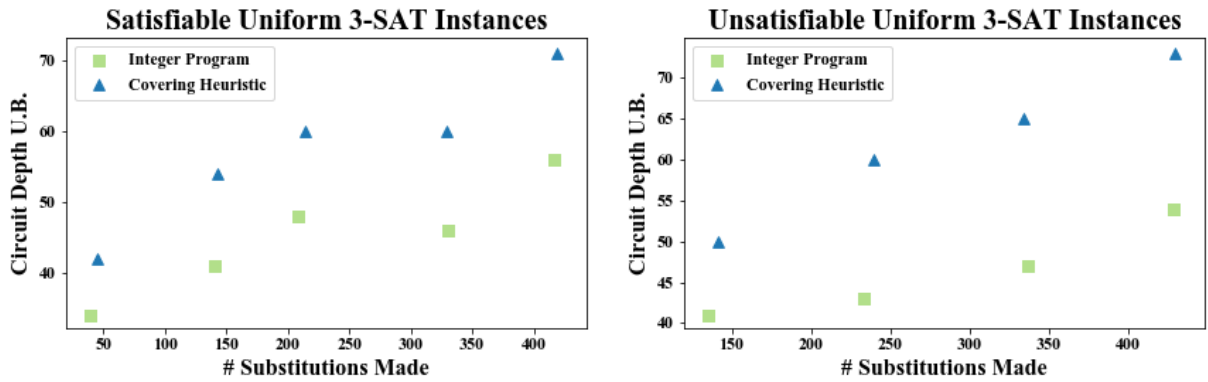 Satisfiable Uniform 3-SAT Instances
Integer Program
Covering Heuristic
Circuit Depth U.B.
70
60
50
40
50 100 150 200 250 300 350 400
# Substitutions Made
Unsatisfiable Uniform 3-SAT Instances
Integer Program
Covering Heuristic
Circuit Depth U.B.
70
65
60
55
50
45
40
150 200 250 300 350 400
# Substitutions Made